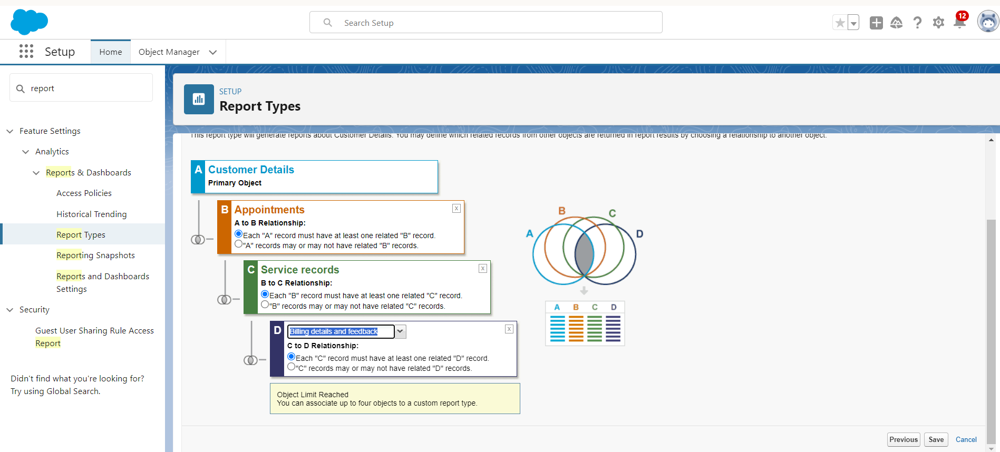 Search Setup
12
Setup
Home
Object Manager
report
SETUP
Report Types
Feature Settings
Analytics
Reports & Dashboards
Access Policies
Historical Trending
Report Types
Reporting Snapshots
Reports and Dashboards
Settings
Security
Guest User Sharing Rule Access
Report
Didn't find what you're looking for?
Try using Global Search.
This report type will generate reports about Customer Details. You may define which related records from other objects are returned in report results by choosing a relationship to another object.
A Customer Details
Primary Object
B Appointments
X
A to B Relationship:
Each "A" record must have at least one related "B" record.
"A" records may or may not have related "B" records.
C Service records
X
B to C Relationship:
Each "B" record must have at least one related "C" record.
"B" records may or may not have related "C" records.
D Billing details and feedback
X
C to D Relationship:
Each "C" record must have at least one related "D" record.
"C" records may or may not have related "D" records.
Object Limit Reached
You can associate up to four objects to a custom report type.
B
C
A
D
A B C D
Previous
Save
Cancel